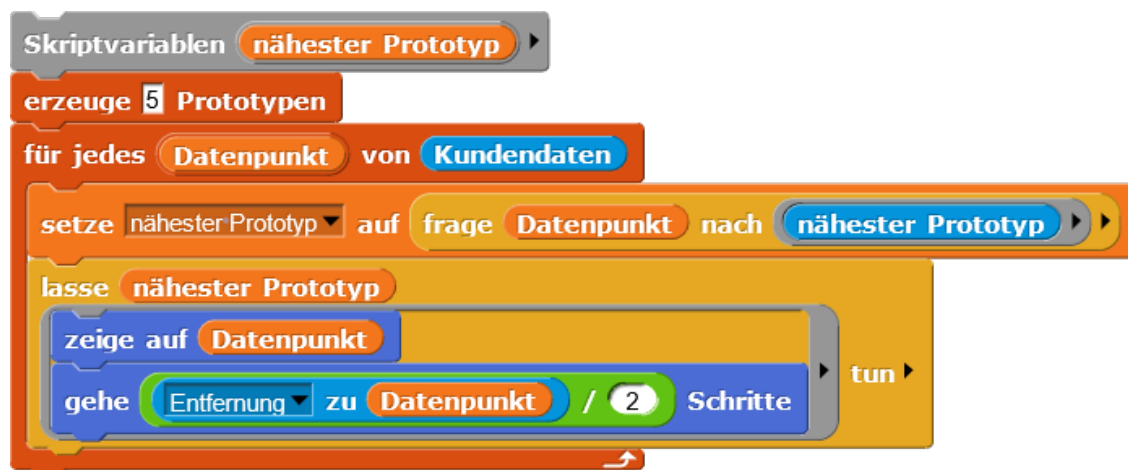 Skriptvariablen nähester Prototyp
erzeuge 5 Prototypen
für jedes Datenpunkt von Kundendaten
setze nähester Prototyp auf frage Datenpunkt nach nähester Prototyp
lasse nähester Prototyp
zeige auf Datenpunkt
gehe Entfernung zu Datenpunkt / 2 Schritte tun